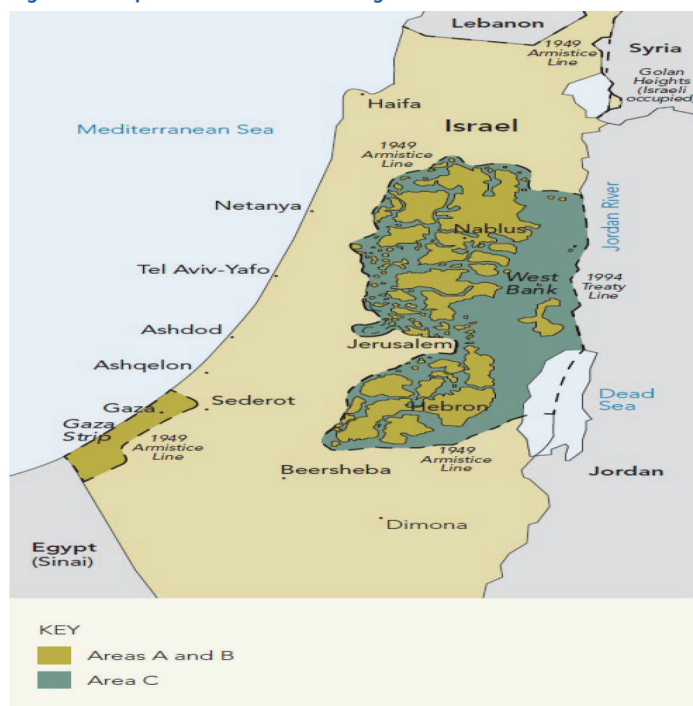 Lebanon
1949
Armistice
Line
Syria
Golan
Heights
(Israeli
occupied)
Haifa
Israel
Mediterranean Sea
1949
Armistice
Line
Netanya
Nablus
Jordan River
Tel Aviv-Yafo
West
Bank
1994
Treaty
Line
Ashdod
Jerusalem
Ashqelon
Dead
Sea
Gaza
Sederot
Hebron
Gaza
Strip
1949
Armistice
Line
1949
Armistice
Line
Beersheba
Jordan
Dimona
Egypt
(Sinai)
KEY
Areas A and B
Area C